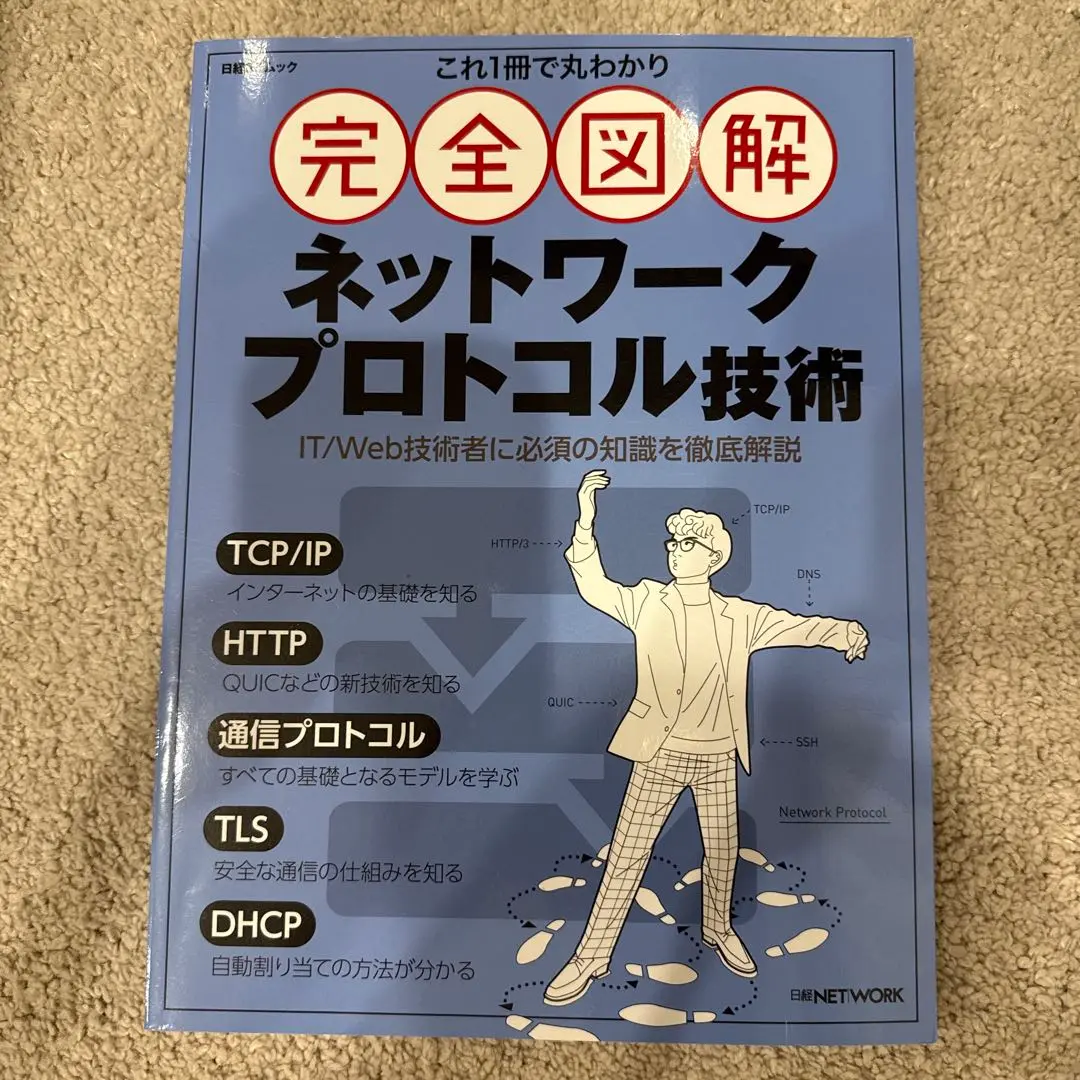 日経 ムック
これ1冊で丸わかり
完全図解
ネットワーク
プロトコル技術
IT/Web技術者に必須の知識を徹底解説
TCP/IP
インターネットの基礎を知る
HTTP
QUICなどの新技術を知る
通信プロトコル
すべての基礎となるモデルを学ぶ
TLS
安全な通信の仕組みを知る
DHCP
自動割り当ての方法が分かる
TCP/IP
HTTP/3
DNS
QUIC
SSH
Network Protocol
日経NETWORK